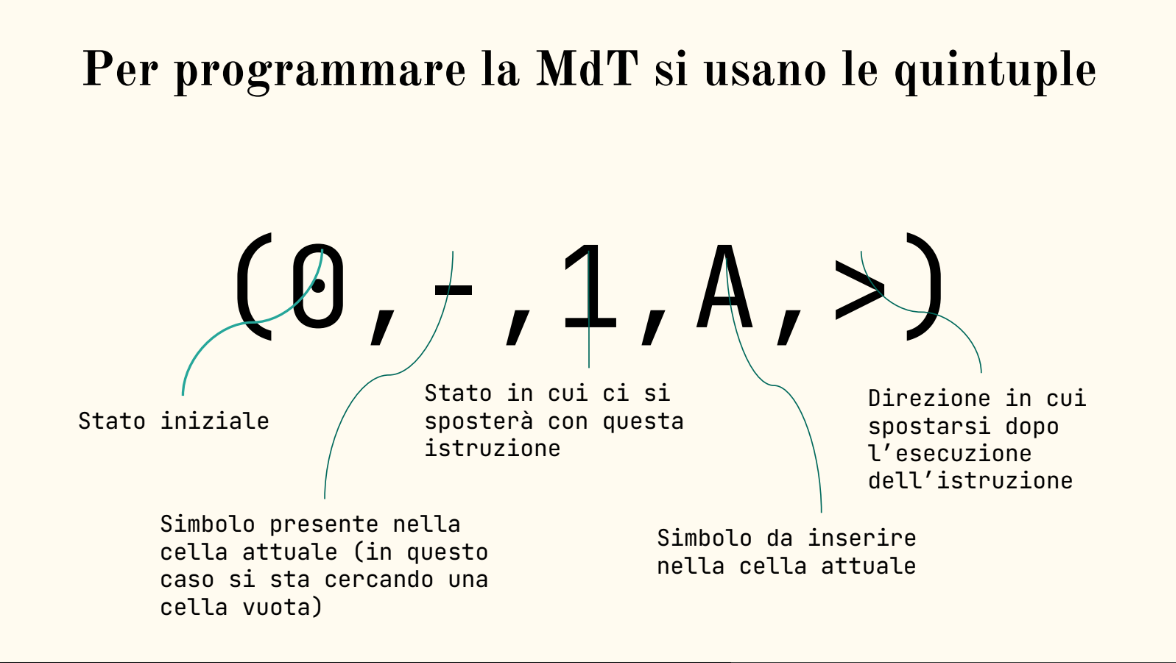 Per programmare la MdT si usano le quintuple
(0,-,1,A,>)
Stato iniziale
Simbolo presente nella
cella attuale (in questo
caso si sta cercando una
cella vuota)
Stato in cui ci si
sposterà con questa
istruzione
Simbolo da inserire
nella cella attuale
Direzione in cui
spostarsi dopo
l’esecuzione
dell’istruzione